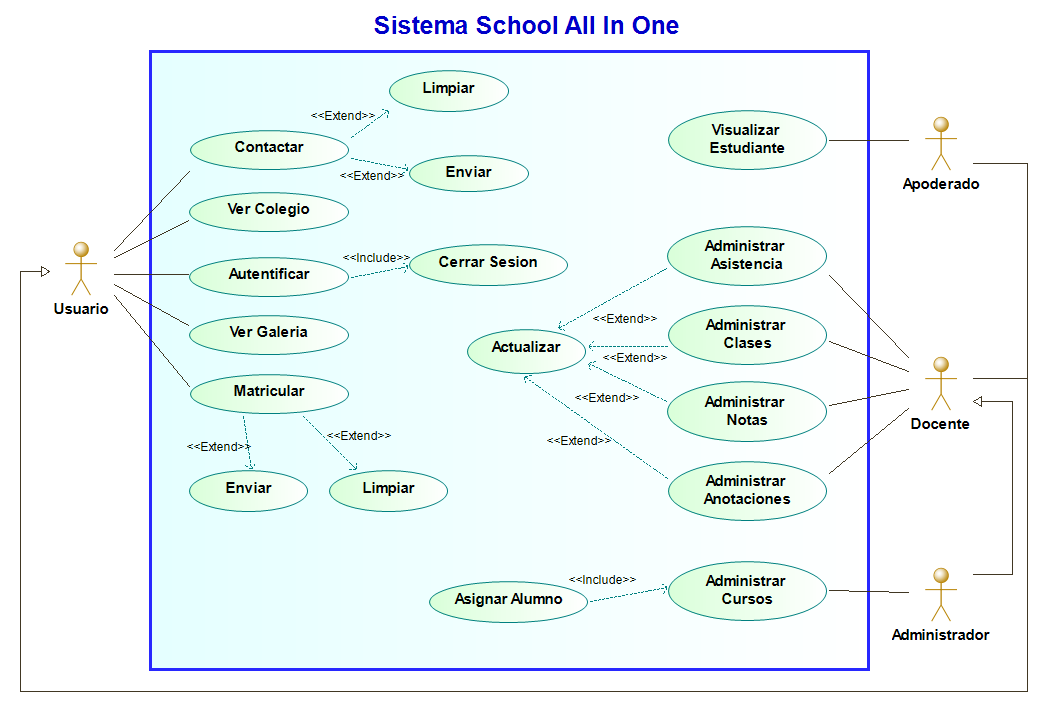 Sistema School All In One
Limpiar
<<Extend>>
Contactar
Enviar
<<Extend>>
Visualizar
Estudiante
Apoderado
Ver Colegio
Autentificar
<<Include>>
Cerrar Sesion
Usuario
Ver Galeria
Administrar
Asistencia
<<Extend>>
Actualizar
Administrar
Clases
<<Extend>>
Matricular
<<Extend>>
Administrar
Notas
Docente
<<Extend>>
<<Extend>>
<<Extend>>
Enviar
Limpiar
Administrar
Anotaciones
<<Include>>
Asignar Alumno
Administrar
Cursos
Administrador